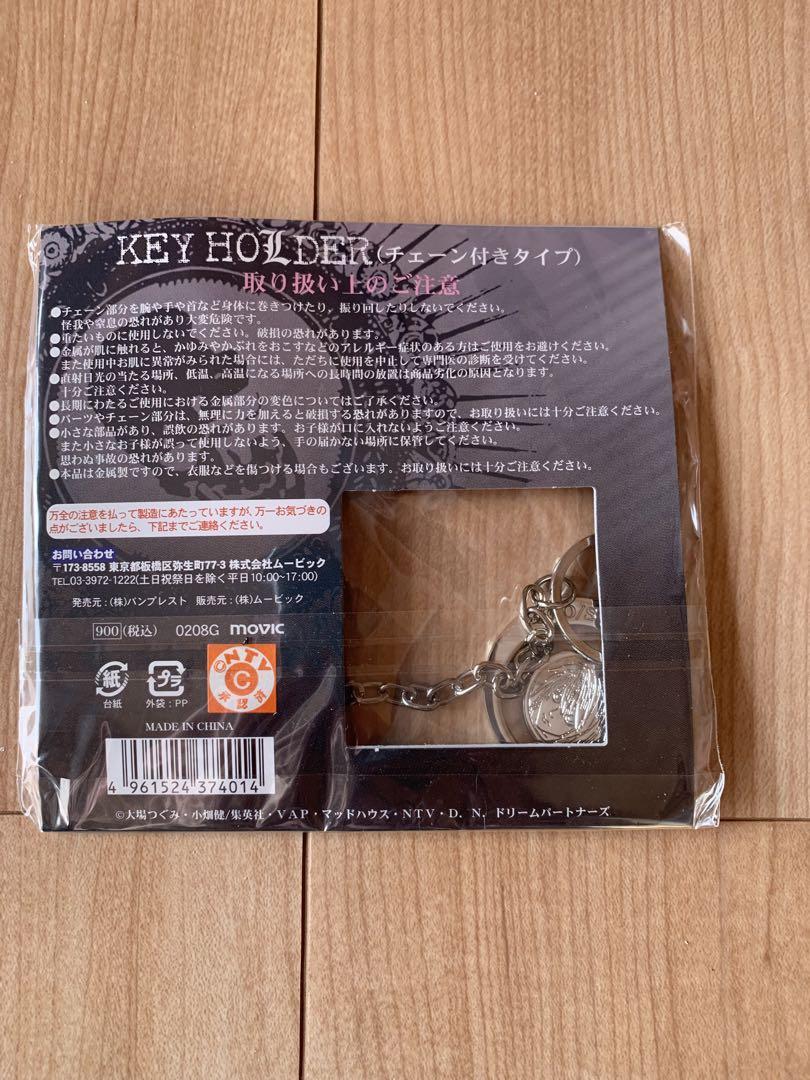 KEY HOLDER(チェーン付きタイプ)
取り扱い上のご注意
●チェーン部分を腕や手や首など身体に巻きつけたり、振り回したりしないでください。
怪我や窒息の恐れがあり大変危険です。
●重たいものに使用しないでください。破損の恐れがあります。
●金属が肌に触れると、かゆみやかぶれをおこすなどのアレルギー症状のある方はご使用をお避けください。
また使用中お肌に異常がみられた場合には、ただちに使用を中止して専門医の診断を受けてください。
●直射日光の当たる場所、低温、高温になる場所への長時間の放置は商品劣化の原因となります。
十分ご注意ください。
●長期にわたるご使用における金属部分の変色についてはご了承ください。
●パーツやチェーン部分は、無理に力を加えると破損する恐れがありますので、お取り扱いには十分ご注意ください。
●小さな部品があり、誤飲の恐れがあります。お子様が口に入れないようご注意ください。
また小さなお子様が誤って使用しないよう、手の届かない場所に保管してください。
思わぬ事故の恐れがあります。
●本品は金属製ですので、衣服などを傷つける場合もございます。お取り扱いには十分ご注意ください。
万全の注意を払って製造にあたっていますが、万一お気づきの
点がございましたら、下記までご連絡ください。
お問い合わせ
〒173-8558 東京都板橋区弥生町77-3 株式会社ムービック
TEL.03-3972-1222(土日祝祭日を除く平日10:00~17:00)
発売元:(株)バンプレスト 販売元:(株)ムービック
900(税込) 0208G movic
紙
台紙
プラ
外袋:PP
©NTV
C
承認済
MADE IN CHINA
4 961524 374014
©大場つぐみ・小畑健/集英社・VAP・マッドハウス・NTV・D.N.ドリームパートナーズ